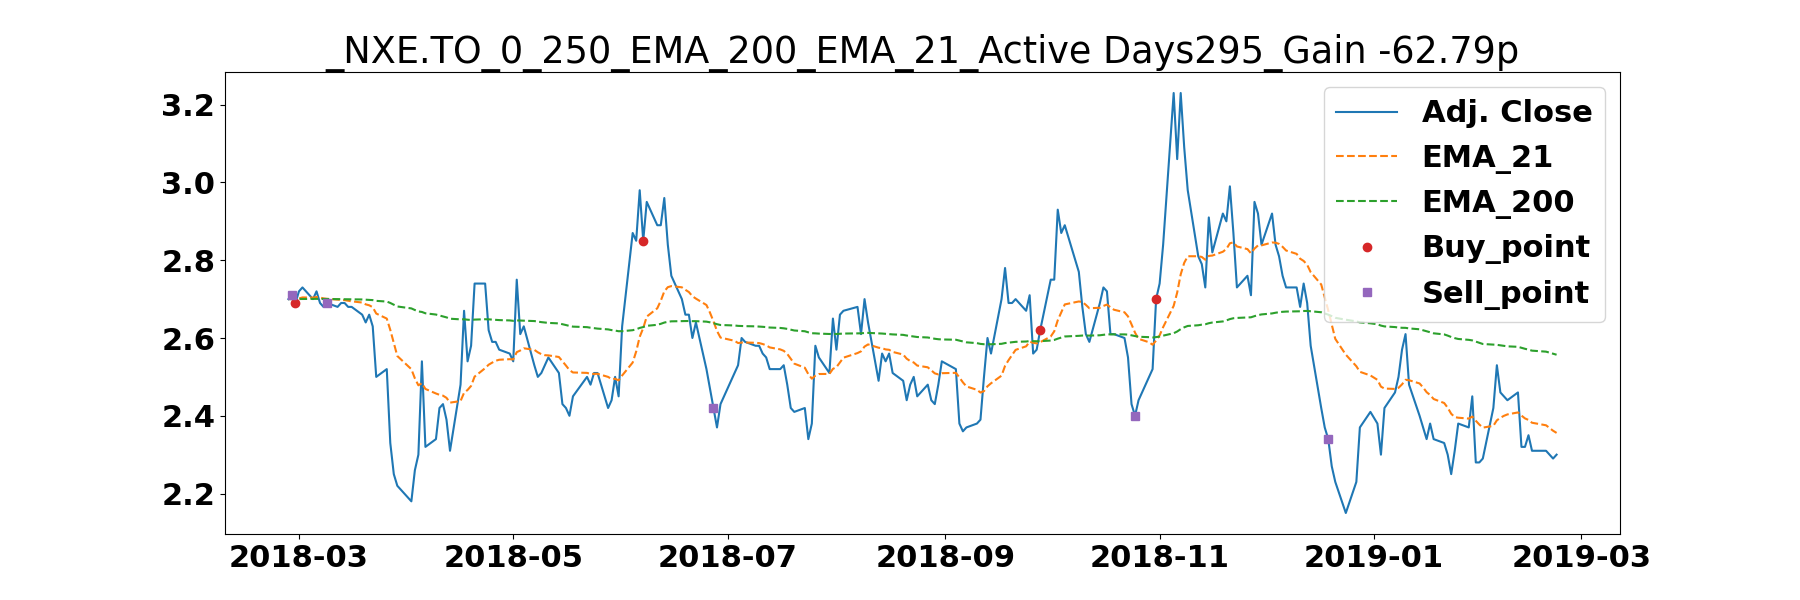 _NXE.TO_0_250_EMA_200_EMA_21_Active Days295_Gain -62.79p
3.2
3.0
2.8
2.6
2.4
2.2
Adj. Close
EMA_21
EMA_200
Buy_point
Sell_point
2018-03 2018-05 2018-07 2018-09 2018-11 2019-01 2019-03